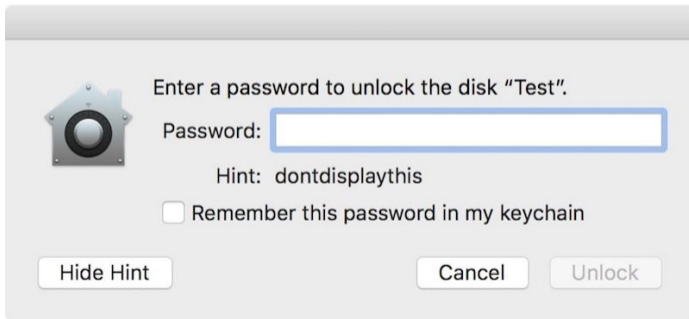 Enter a password to unlock the disk “Test”.
Password:
Hint: dontdisplaythis
Remember this password in my keychain
Hide Hint Cancel Unlock